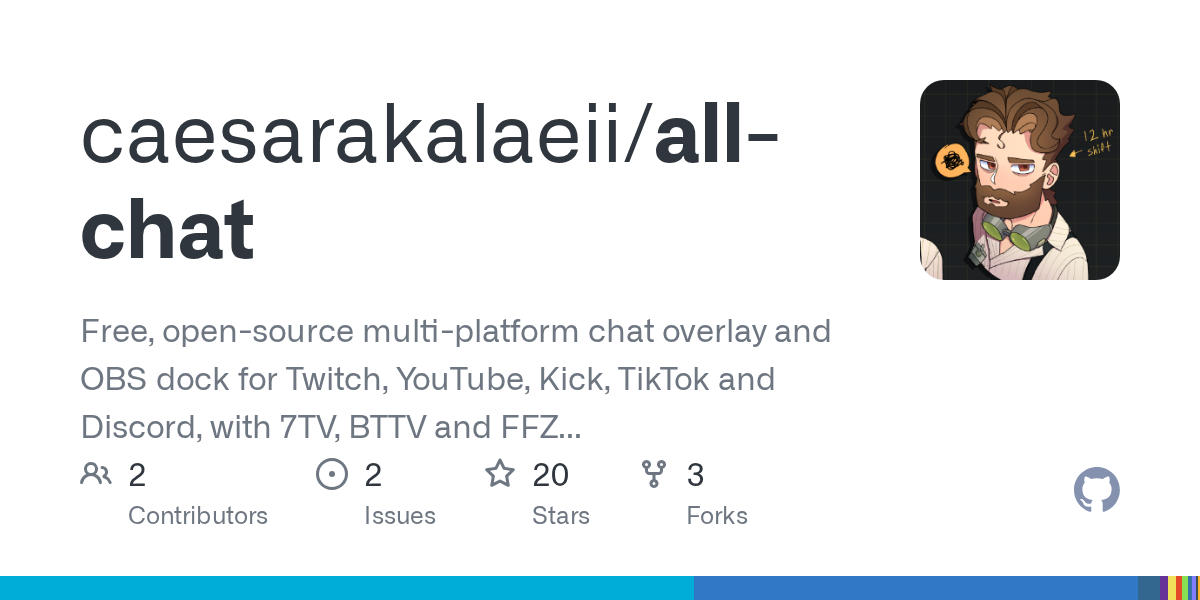 caesarakalaeii/all-
chat
12 hr
shift
Free, open-source multi-platform chat overlay and
OBS dock for Twitch, YouTube, Kick, TikTok and
Discord, with 7TV, BTTV and FFZ...
2 2 20 3
Contributors Issues Stars Forks